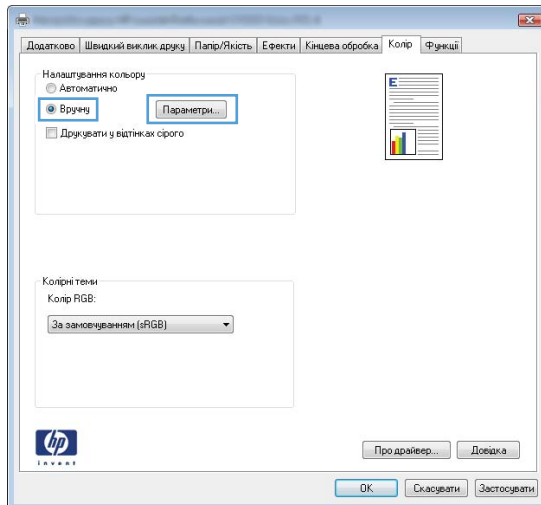 Додатково Швидкий виклик друку Папір/Якість Ефекти Кінцева обробка Колір Функції
Налаштування кольору
Автоматично
Вручну Параметри...
Друкувати у відтінках сірого
E
Колірні теми
Колір RGB:
За замовчуванням (sRGB)
hp
invent
Про драйвер... Довідка
OK Скасувати Застосувати